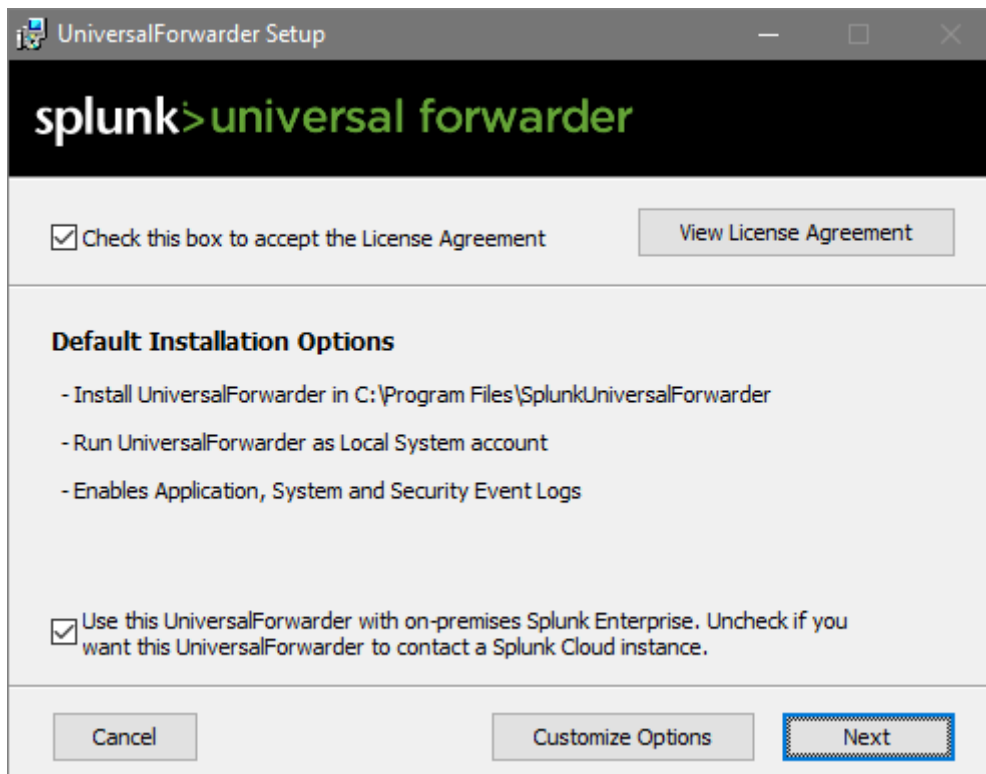 UniversalForwarder Setup
splunk>universal forwarder
Check this box to accept the License Agreement
View License Agreement
Default Installation Options
- Install UniversalForwarder in C:\Program Files\SplunkUniversalForwarder
- Run UniversalForwarder as Local System account
- Enables Application, System and Security Event Logs
Use this UniversalForwarder with on-premises Splunk Enterprise. Uncheck if you
want this UniversalForwarder to contact a Splunk Cloud instance.
Cancel
Customize Options
Next